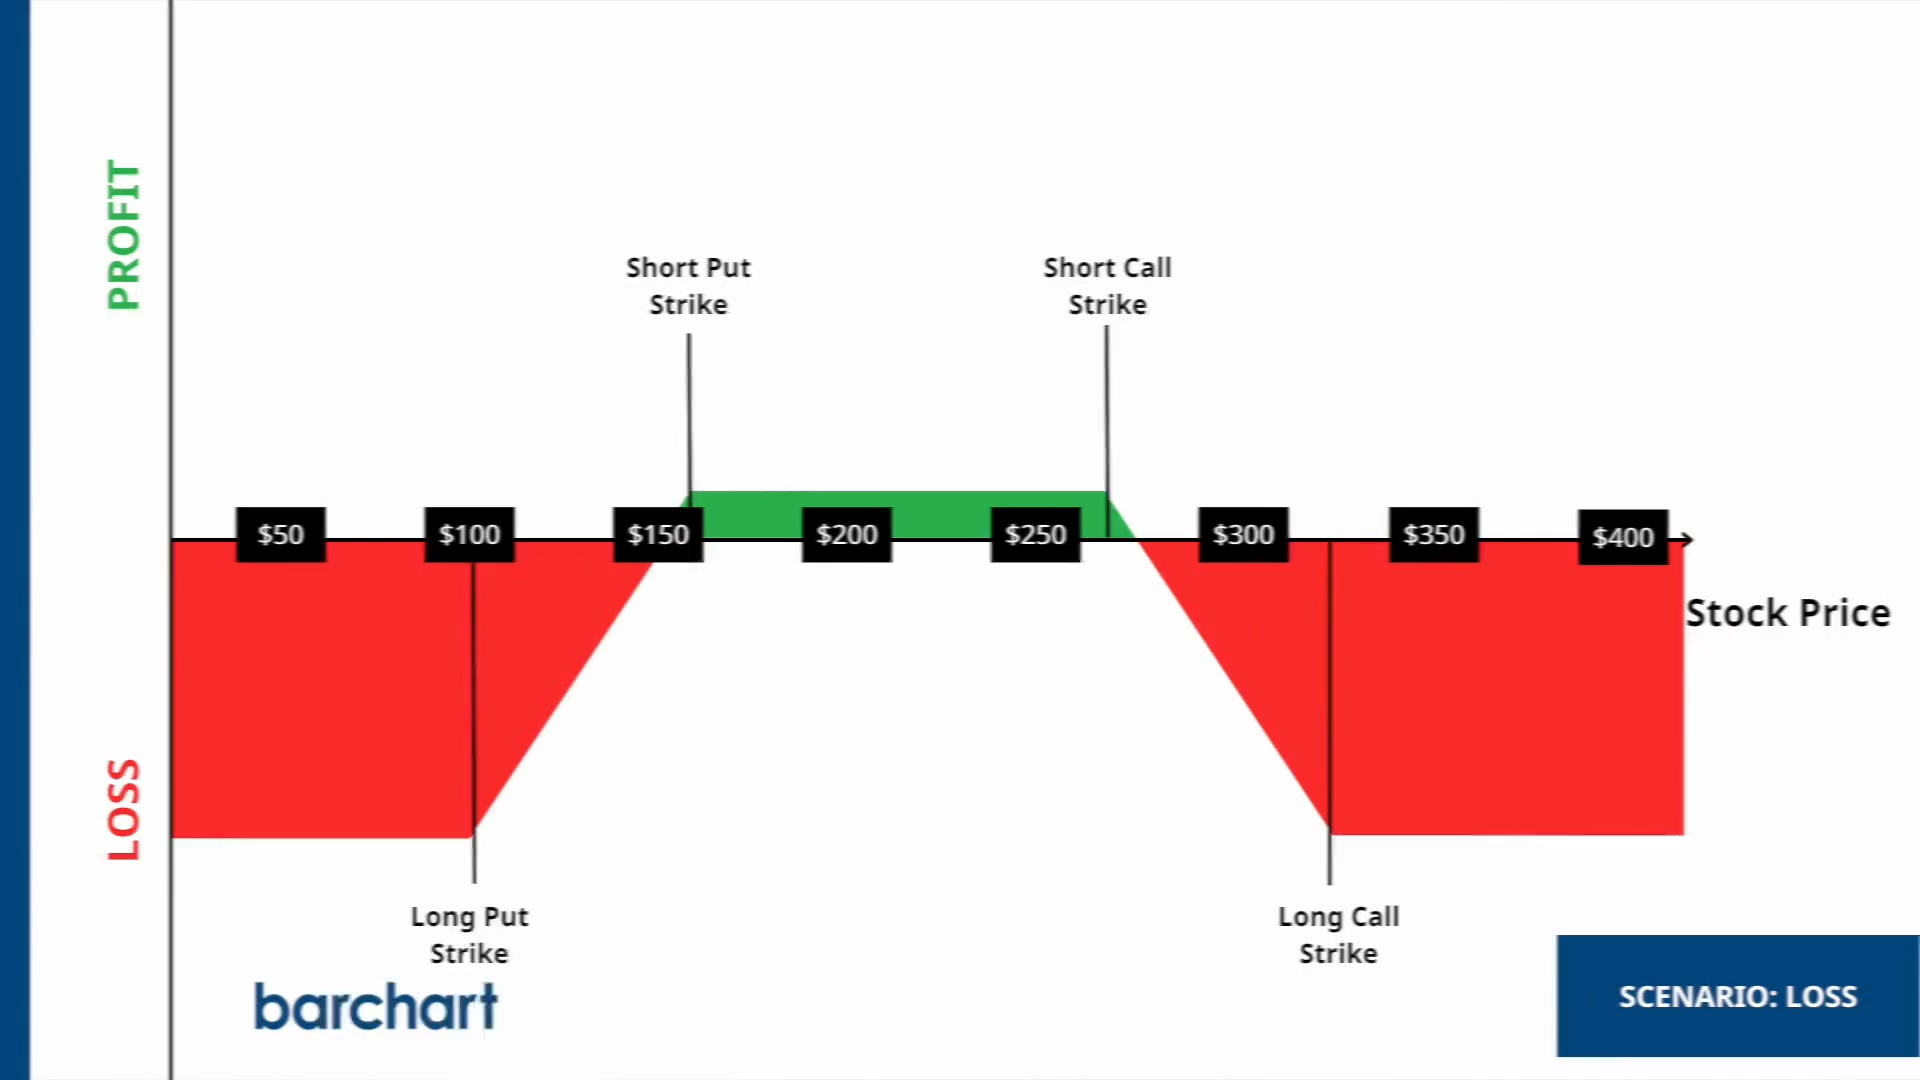 PROFIT
Short Put
Strike
Short Call
Strike
$50
$100
$150
$200
$250
$300
$350
$400
Stock Price
LOSS
Long Put
Strike
Long Call
Strike
barchart
SCENARIO: LOSS